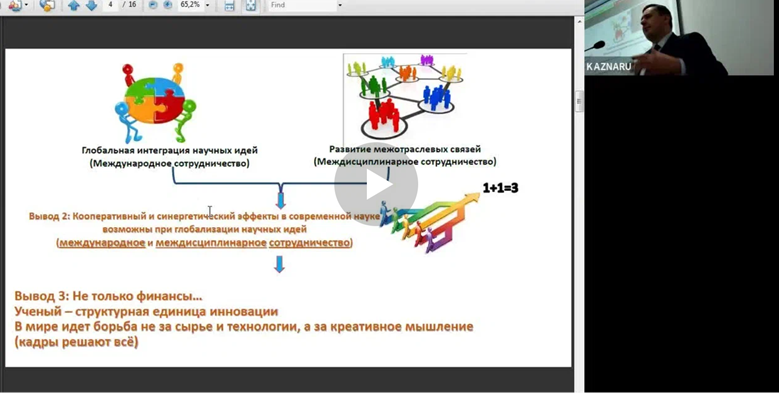 4 / 16
65,2%
Find
KAZNARU
Глобальная интеграция научных идей
(Международное сотрудничество)
Развитие межотраслевых связей
(Междисциплинарное сотрудничество)
1+1=3
Вывод 2: Кооперативный и синергетический эффекты в современной науке
возможны при глобализации научных идей
(международное и междисциплинарное сотрудничество)
Вывод 3: Не только финансы...
Ученый – структурная единица инновации
В мире идет борьба не за сырье и технологии, а за креативное мышление
(кадры решают всё)